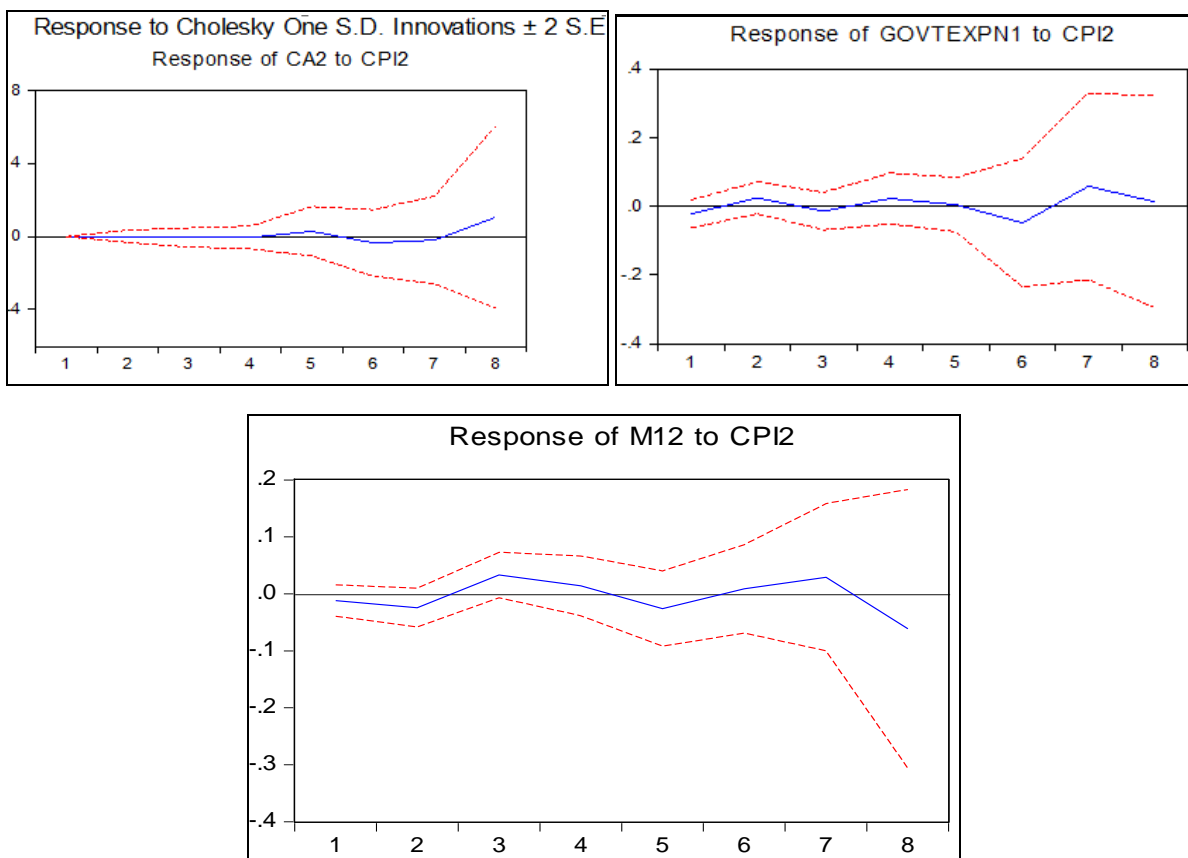 Response to Cholesky One S.D. Innovations ± 2 S.E
Response of CA2 to CPI2
8
4
0
.4
1 2 3 4 5 6 7 8
Response of GOVTEXPN1 to CPI2
.4
.2
.0
-.2
-.4
1 2 3 4 5 6 7 8
Response of M12 to CPI2
.2
.1
.0
-.1
-.2
-.3
-.4
1 2 3 4 5 6 7 8